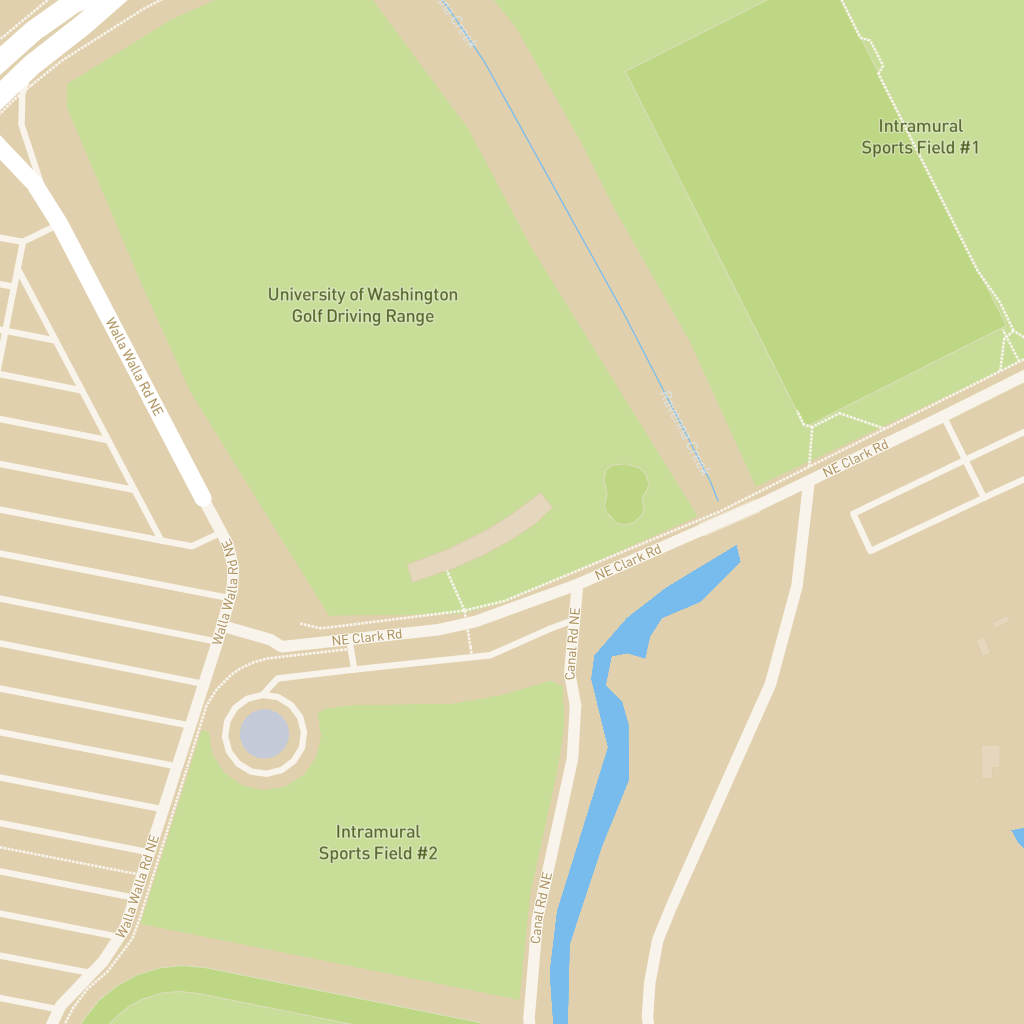 Intramural
Sports Field #1
University of Washington
Golf Driving Range
Walla Walla Rd NE
NE Clark Rd
Walla Walla Rd NE
NE Clark Rd
NE Clark Rd
Canal Rd NE
Intramural
Sports Field #2
Walla Walla Rd NE
Canal Rd NE